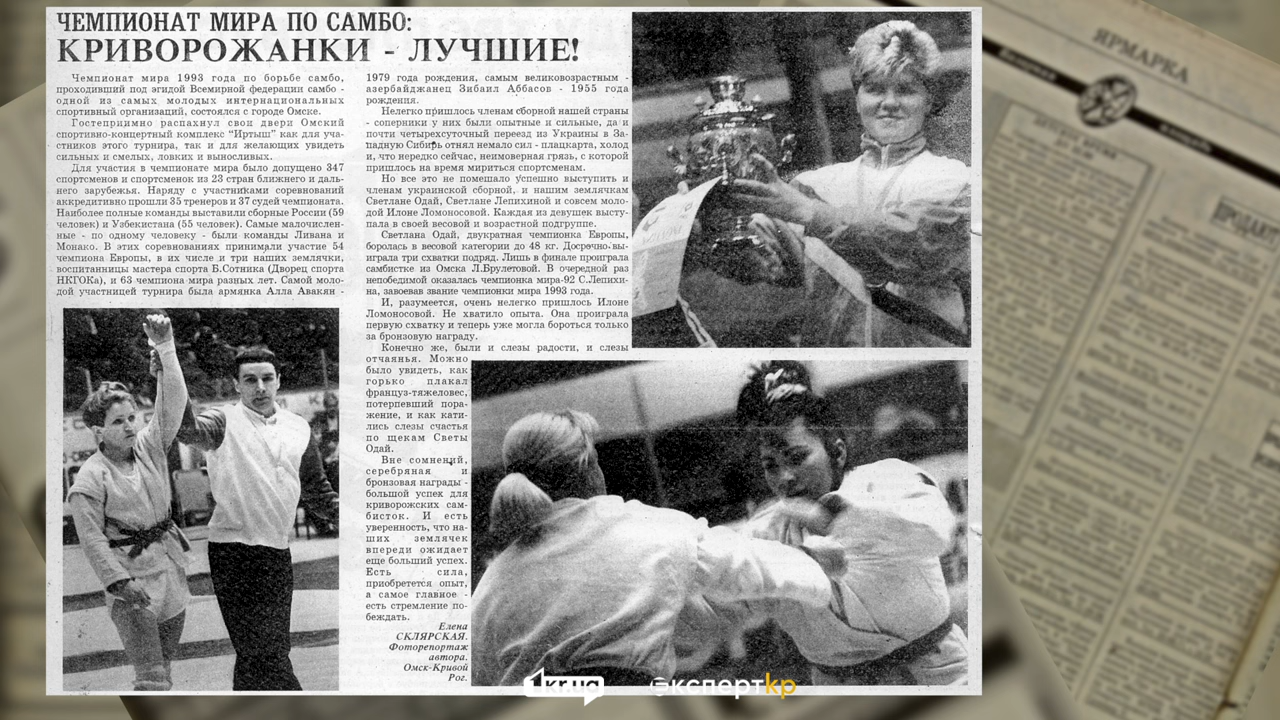 ЧЕМПИОНАТ МИРА ПО САМБО:
КРИВОРОЖАНКИ - ЛУЧШИЕ!
Чемпионат мира 1993 года по борьбе самбо,
проходивший под эгидой Всемирной федерации самбо -
одной из самых молодых интернациональных
спортивный организаций, состоялся с городе Омске.
Гостеприимно распахнул свои двери Омский
спортивно-концертный комплекс "Иртыш" как для уча-
стников этого турнира, так и для желающих увидеть
сильных и смелых, ловких и выносливых.
Для участия в чемпионате мира было допущено 347
спортсменов и спортсменок из 23 стран ближнего и даль-
него зарубежья. Наряду с участниками соревнований
аккредитивно прошли 35 тренеров и 37 судей чемпионата.
Наиболее полные команды выставили сборные России (59
человек) и Узбекистана (55 человек). Самые малочислен-
ные - по одному человеку - были команды Ливана и
Монако. В этих соревнованиях принимали участие 54
чемпиона Европы, в их числе и три наших землячки,
воспитанницы мастера спорта Б.Сотника (Дворец спорта
НКГОКа), и 63 чемпиона мира разных лет. Самой моло-
дой участницей турнира была армянка Алла Авакян -
1979 года рождения, самым великовозрастным -
азербайджанец Зибаил Аббасов - 1955 года
рождения.
Нелегко пришлось членам сборной нашей страны
- соперники у них были опытные и сильные, да и
почти четырехсуточный переезд из Украины в За-
падную Сибирь отнял немало сил - плацкарта, холод
и, что нередко сейчас, неимоверная грязь, с которой
пришлось на время мириться спортсменам.
Но все это не помешало успешно выступить и
членам украинской сборной, и нашим землячкам
Светлане Одай, Светлане Лепихиной и совсем моло-
дой Илоне Ломоносовой. Каждая из девушек высту-
пала в своей весовой и возрастной подгруппе.
Светлана Одай, двукратная чемпионка Европы,
боролась в весовой категории до 48 кг. Досрочно вы-
играла три схватки подряд. Лишь в финале проиграла
самбистке из Омска Л.Брулетовой. В очередной раз
непобедимой оказалась чемпионка мира-92 С.Лепихи-
на, завоевав звание чемпионки мира 1993 года.
И, разумеется, очень нелегко пришлось Илоне
Ломоносовой. Не хватило опыта. Она проиграла
первую схватку и теперь уже могла бороться только
за бронзовую награду.
Конечно же, были и слезы радости, и слезы
отчаянья. Можно
было увидеть, как
горько плакал
француз-тяжеловес,
потерпевший пора-
жение, и как кати-
лись слезы счастья
по щекам Светы
Одай.
Вне сомнений,
серебряная и
бронзовая награды -
большой успех для
криворожских сам-
бисток. И есть
уверенность, что на-
ших землячек
впереди ожидает
еще больший успех.
Есть сила,
приобретется опыт,
а самое главное -
есть стремление по-
беждать.
Елена
СКЛЯРСКАЯ.
Фоторепортаж
автора.
Омск-Кривой
Рог.
ЯРМАРКА
1kr.ua
экспертkp